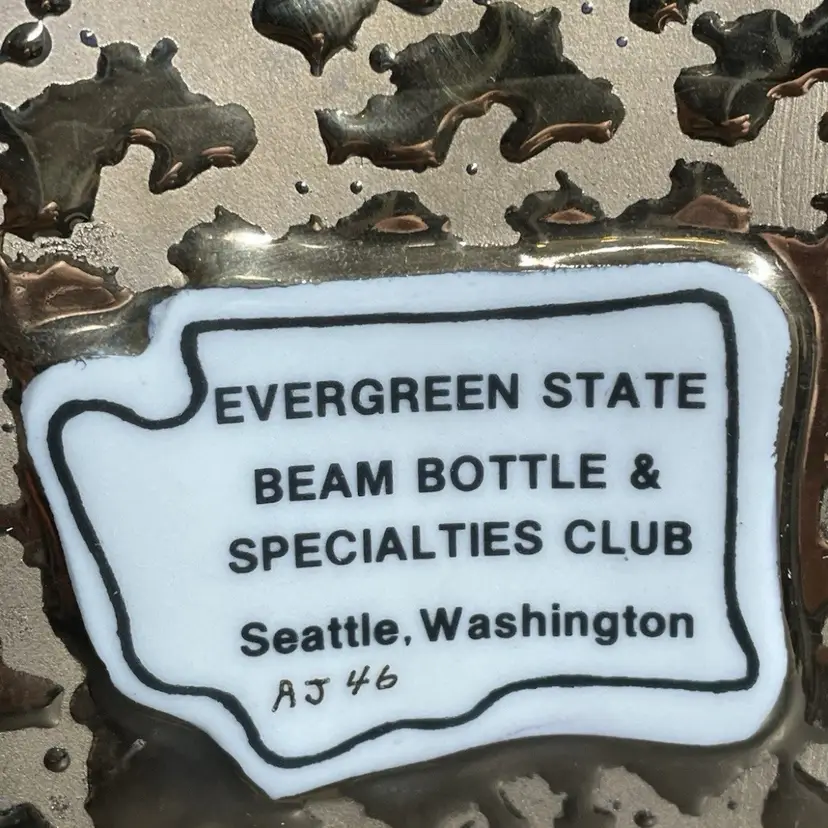 EVERGREEN STATE
BEAM BOTTLE &
SPECIALTIES CLUB
Seattle, Washington
AJ 46